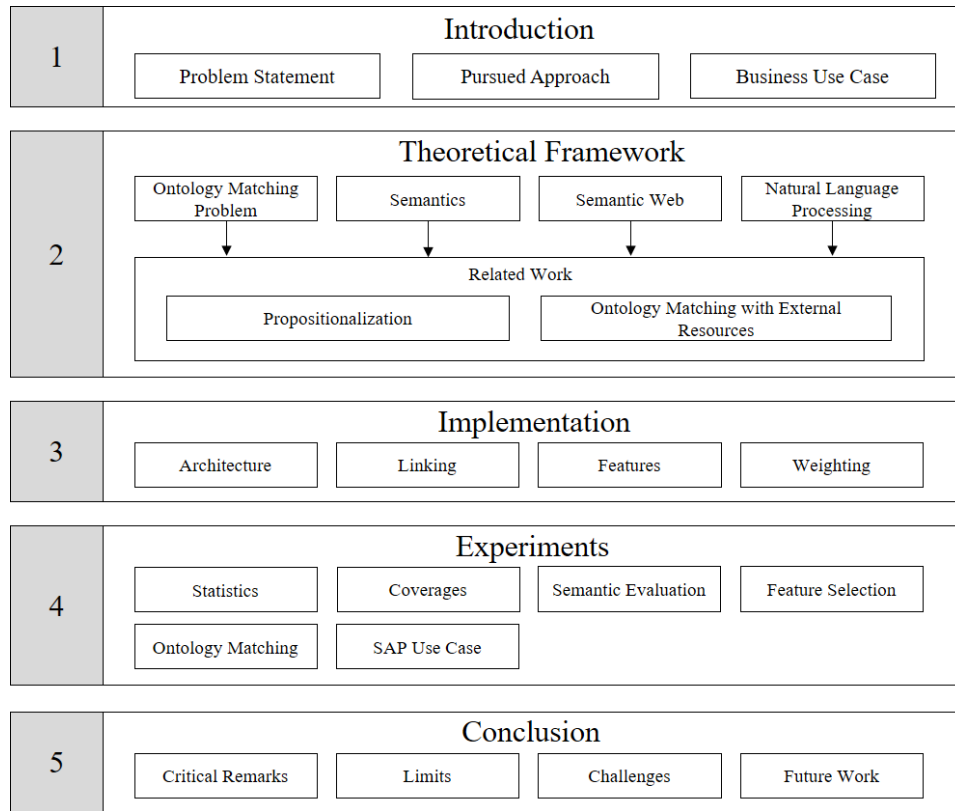 1
Introduction
Problem Statement
Pursued Approach
Business Use Case
2
Theoretical Framework
Ontology Matching
Problem
Semantics
Semantic Web
Natural Language
Processing
Related Work
Propositionalization
Ontology Matching with External
Resources
3
Implementation
Architecture
Linking
Features
Weighting
4
Experiments
Statistics
Coverages
Semantic Evaluation
Feature Selection
Ontology Matching
SAP Use Case
5
Conclusion
Critical Remarks
Limits
Challenges
Future Work